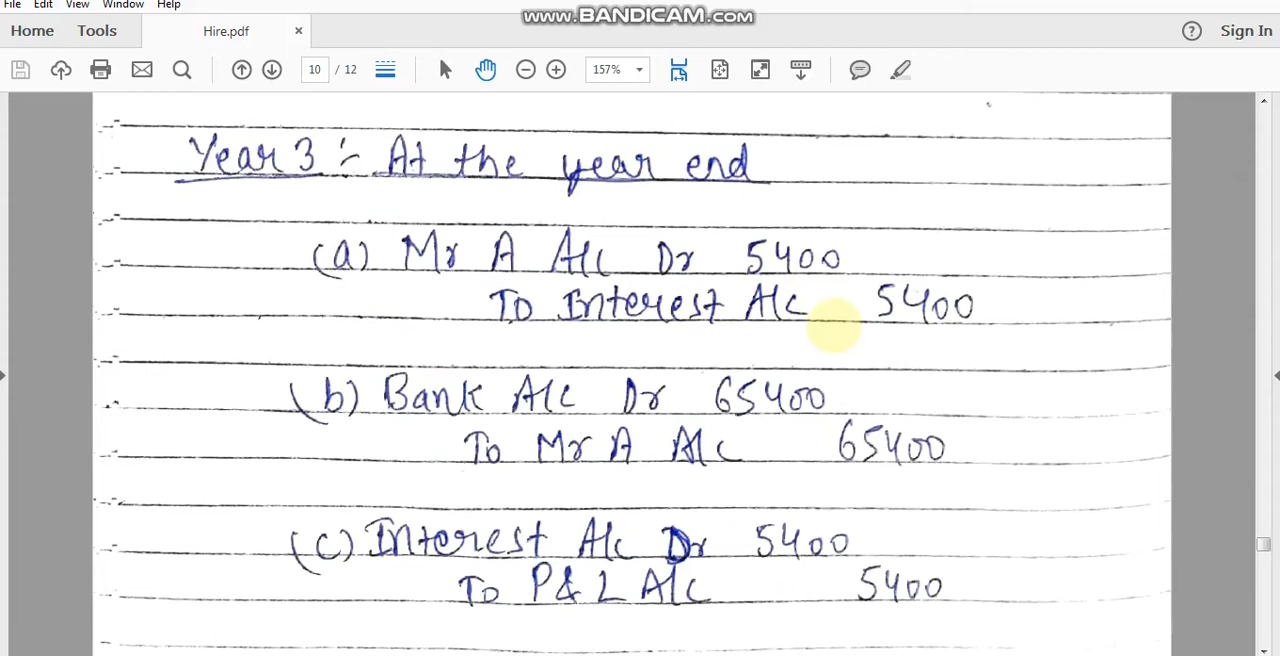 File Edit View Window Help
www.BANDICAM.com
Home Tools Hire.pdf × ? Sign In
10 / 12 157%
Year 3 :- At the year end
(a) Mr A A/c Dr 5400
To Interest A/c 5400
(b) Bank A/c Dr 65400
To Mr A A/c 65400
(c) Interest A/c Dr 5400
To P & L A/c 5400